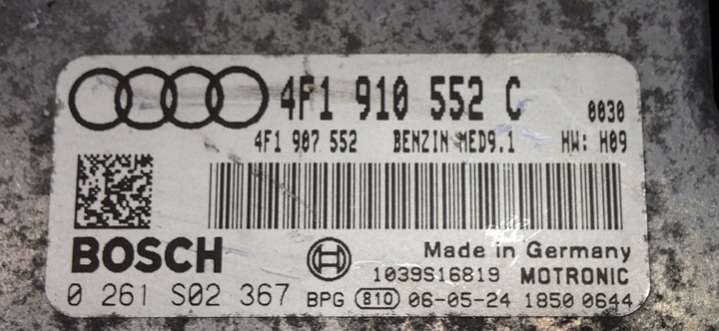 4F1 910 552 C 0030
4F1 907 552 BENZIN MED9.1 HW: H09
BOSCH Made in Germany
1039S16819 MOTRONIC
0 261 S02 367 BPG 810 06-05-24 1850 0644